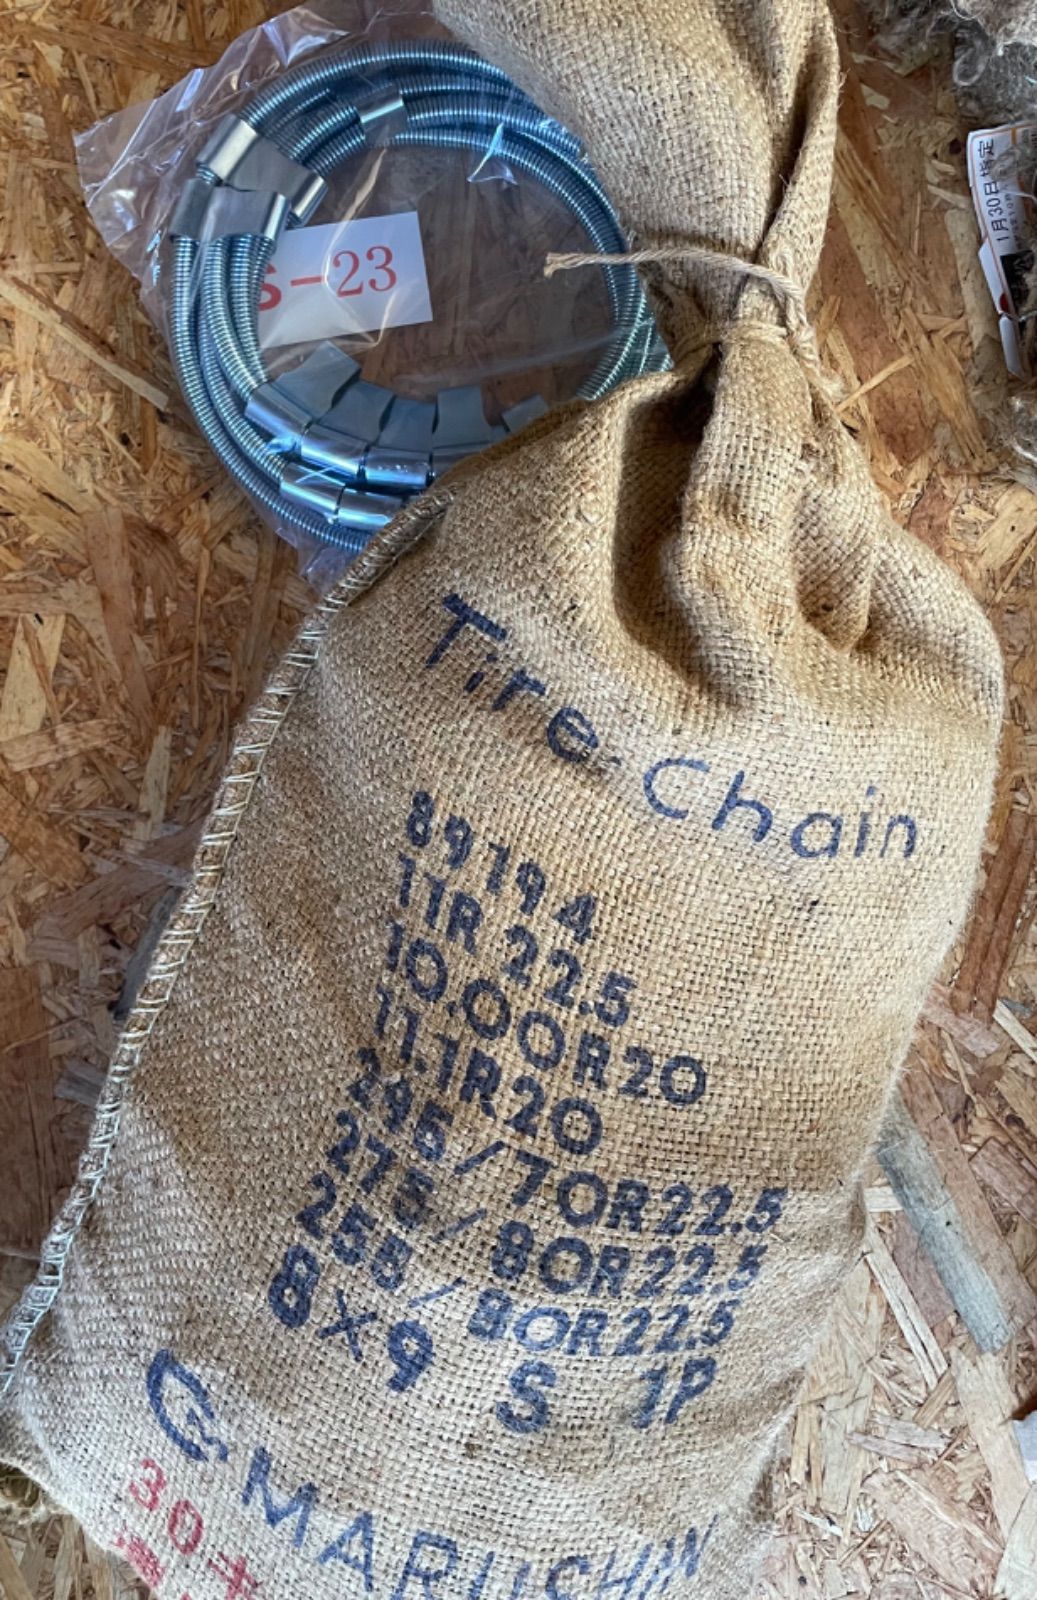 S-23
1月30日 指定
Tire-Chain
89194
11R 22.5
10.00R20
11.1R20
295/70R22.5
275/80R22.5
255/80R22.5
8×9 S 1P
G.MARUCHIN
30+